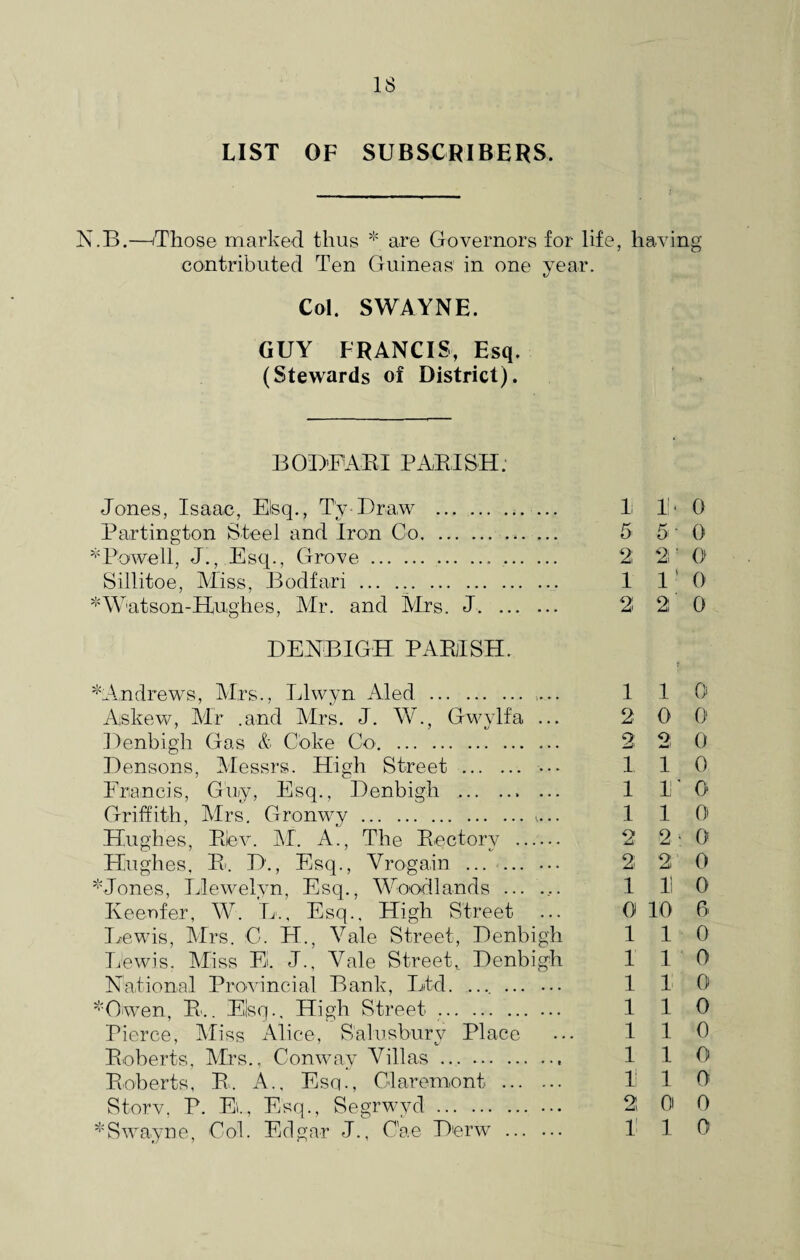 18
LIST OF SUBSCRIBERS.
N.B.—Those marked thus * are Governors for life, having
contributed Ten Guineas in one year.
Col. SWAYNE.
GUY FRANCIS, Esq.
(Stewards of District).
BODFARI PARISH.
Jones, Isaac, Esq., Ty Draw ... ... ... ... 1 1 0
Partington Steel and Iron Co. ... ... ... ... 5 5 0
*Powell, J., Esq., Grove ... ... ... ... ... ... 2 2 0
Sillitoe, Miss, Bodfari ... ... ... ... ... ... 1 1 0
*Watson-Hughes, Mr. and Mrs. J. ... ... 2 2 0
DENBIGH PARISH.
*Andrews, Mrs., Llwyn Aled ... ... ... ... 1 1 0
Askew, Mr .and Mrs. J. W., Gwylfa ... 2 0 0
Denbigh Gas & Coke Co. ... ... ... ... ... 2 2 0
Densons, Messrs. High Street ... ... ... 1 1 0
Francis, Guy, Esq., Denbigh ... ... ... 1 1 0
Griffith, Mrs. Gronwy ... ... ... ... ... ... 1 1 0
Hughes, Rev. M. A., The Rectory ...... 2 2 0
Hughes, R. D., Esq., Vrogain ... ... ... 2 2 0
*Jones, Llewelyn, Esq., Woodlands ... ... 1 1 0
Keenfer, W. L., Esq., High Street ... 0 10 6
Lewis, Mrs. C. H., Vale Street, Denbigh 1 1 0
Lewis, Miss E. J., Vale Street, Denbigh 1 1 0
National Provincial Bank, Ltd. ... ... ... 1 1 0
*Owen, R.. Esq., High Street ... ... ... ... 1 1 0
Pierce, Miss Alice, Salusbury Place ... 1 1 0
Roberts, Mrs., Conway Villas ... ... ... ... 1 1 0
Roberts, R. A., Esq., Claremont ... ... 1 1 0
Story, P. E., Esq., Segrwyd ... ... ... ... 2 0 0
*Swayne, Col. Edgar J., Cae Derw ... ... 1 1 0